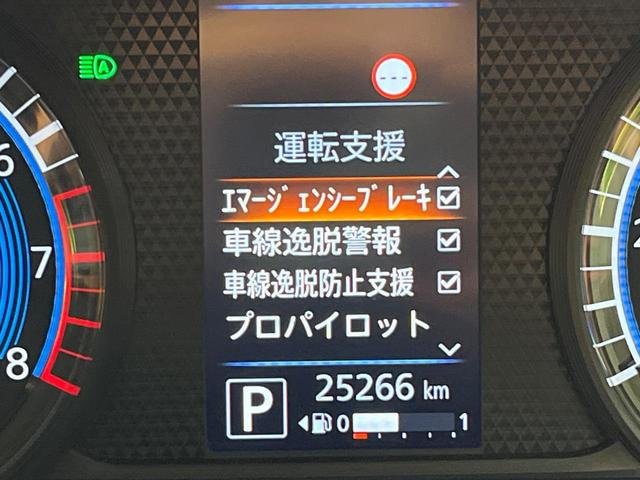 ---
運転支援
エマージェンシーブレーキ
車線逸脱警報
車線逸脱防止支援
プロパイロット
P
25266 km
0 1
6
7
8
2
A